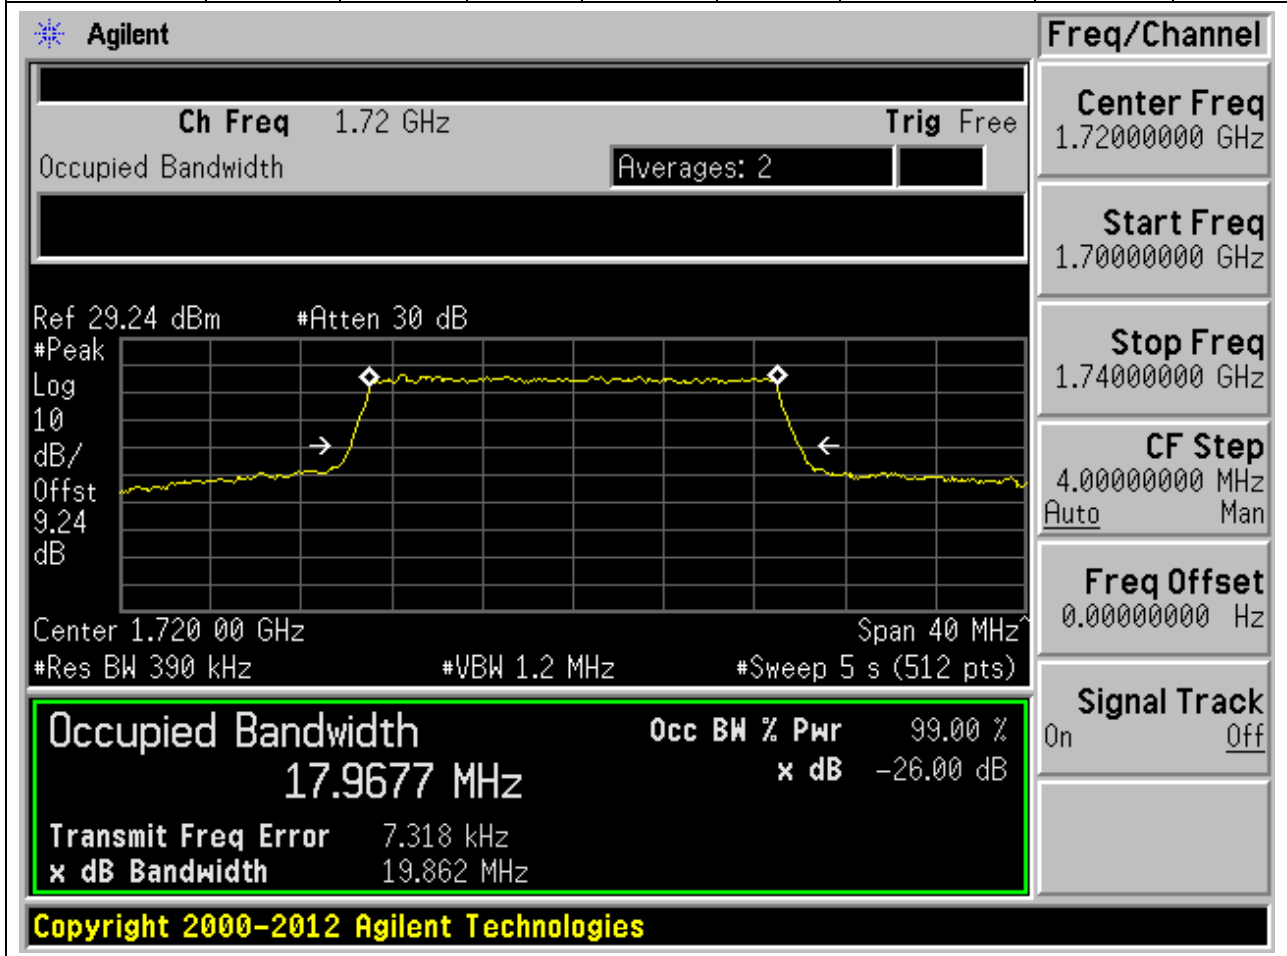 Agilent
Freq/Channel
Ch Freq 1.72 GHz Trig Free
Occupied Bandwidth Averages: 2
Ref 29.24 dBm #Atten 30 dB
#Peak
Log
10
dB/
Offst
9.24
dB
Center 1.720 00 GHz Span 40 MHz^
#Res BW 390 kHz #VBW 1.2 MHz #Sweep 5 s (512 pts)
Occupied Bandwidth
17.9677 MHz
Occ BW % Pwr 99.00 %
x dB -26.00 dB
Transmit Freq Error 7.318 kHz
x dB Bandwidth 19.862 MHz
Copyright 2000-2012 Agilent Technologies
Center Freq
1.72000000 GHz
Start Freq
1.70000000 GHz
Stop Freq
1.74000000 GHz
CF Step
4.00000000 MHz
Auto Man
Freq Offset
0.00000000 Hz
Signal Track
On Off